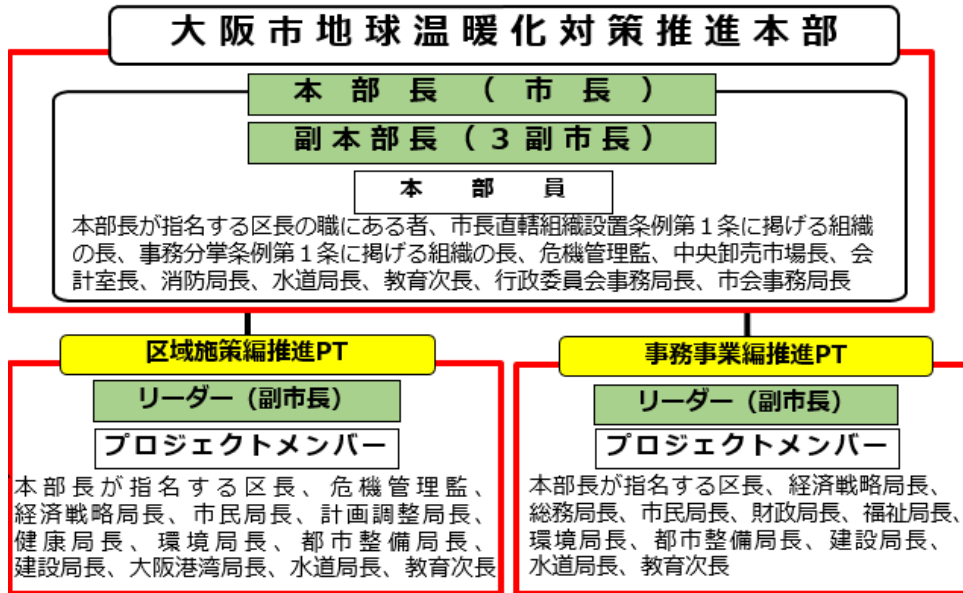 大阪市地球温暖化対策推進本部
本部長（市長）
副本部長（３副市長）
本部員
本部長が指名する区長の職にある者、市長直轄組織設置条例第１条に掲げる組織
の長、事務分掌条例第１条に掲げる組織の長、危機管理監、中央卸売市場長、会
計室長、消防局長、水道局長、教育次長、行政委員会事務局長、市会事務局長
区域施策編推進PT
リーダー（副市長）
プロジェクトメンバー
本部長が指名する区長、危機管理監、
経済戦略局長、市民局長、計画調整局長、
健康局長、環境局長、都市整備局長、
建設局長、大阪港湾局長、水道局長、教育次長
事務事業編推進PT
リーダー（副市長）
プロジェクトメンバー
本部長が指名する区長、経済戦略局長、
総務局長、市民局長、財政局長、福祉局長、
環境局長、都市整備局長、建設局長、
水道局長、教育次長